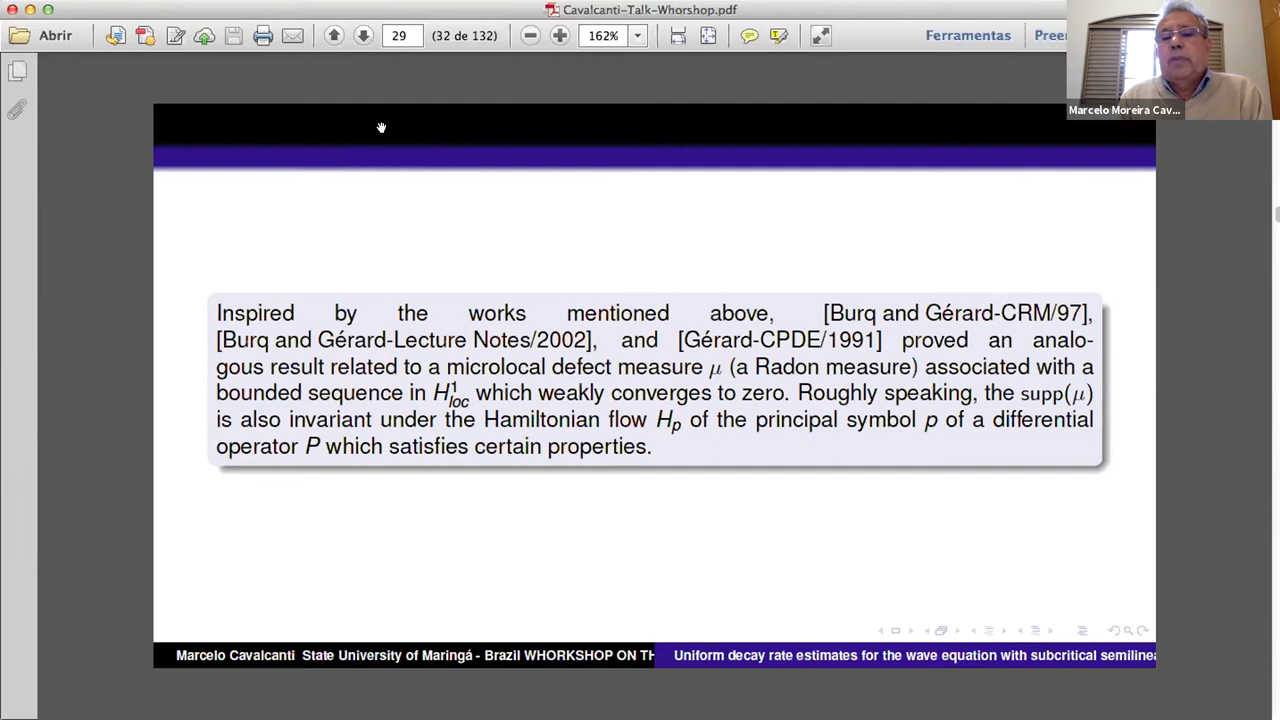 Cavalcanti-Talk-Whorshop.pdf
Abrir
29
(32 de 132)
162%
Ferramentas
Marcelo Moreira Cav...
Inspired by the works mentioned above, [Burq and Gérard-CRM/97],
[Burq and Gérard-Lecture Notes/2002], and [Gérard-CPDE/1991] proved an analo-
gous result related to a microlocal defect measure μ (a Radon measure) associated with a
bounded sequence in H¹loc which weakly converges to zero. Roughly speaking, the supp(μ)
is also invariant under the Hamiltonian flow Hp of the principal symbol p of a differential
operator P which satisfies certain properties.
Marcelo Cavalcanti State University of Maringá - Brazil WHORKSHOP ON TH
Uniform decay rate estimates for the wave equation with subcritical semilinea